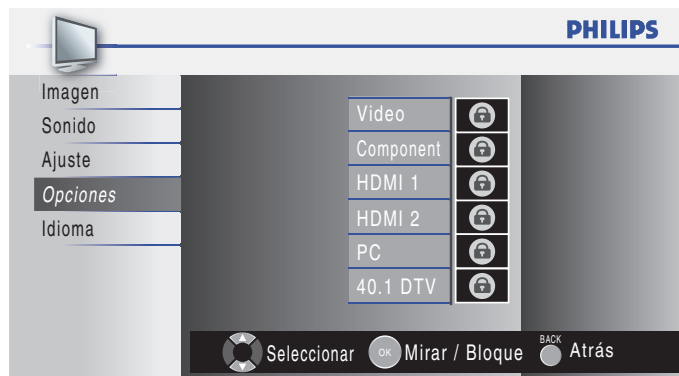 PHILIPS
Imagen
Sonido
Ajuste
Opciones
Idioma
Video
Component
HDMI 1
HDMI 2
PC
40.1 DTV
Seleccionar OK Mirar / Bloque BACK Atrás